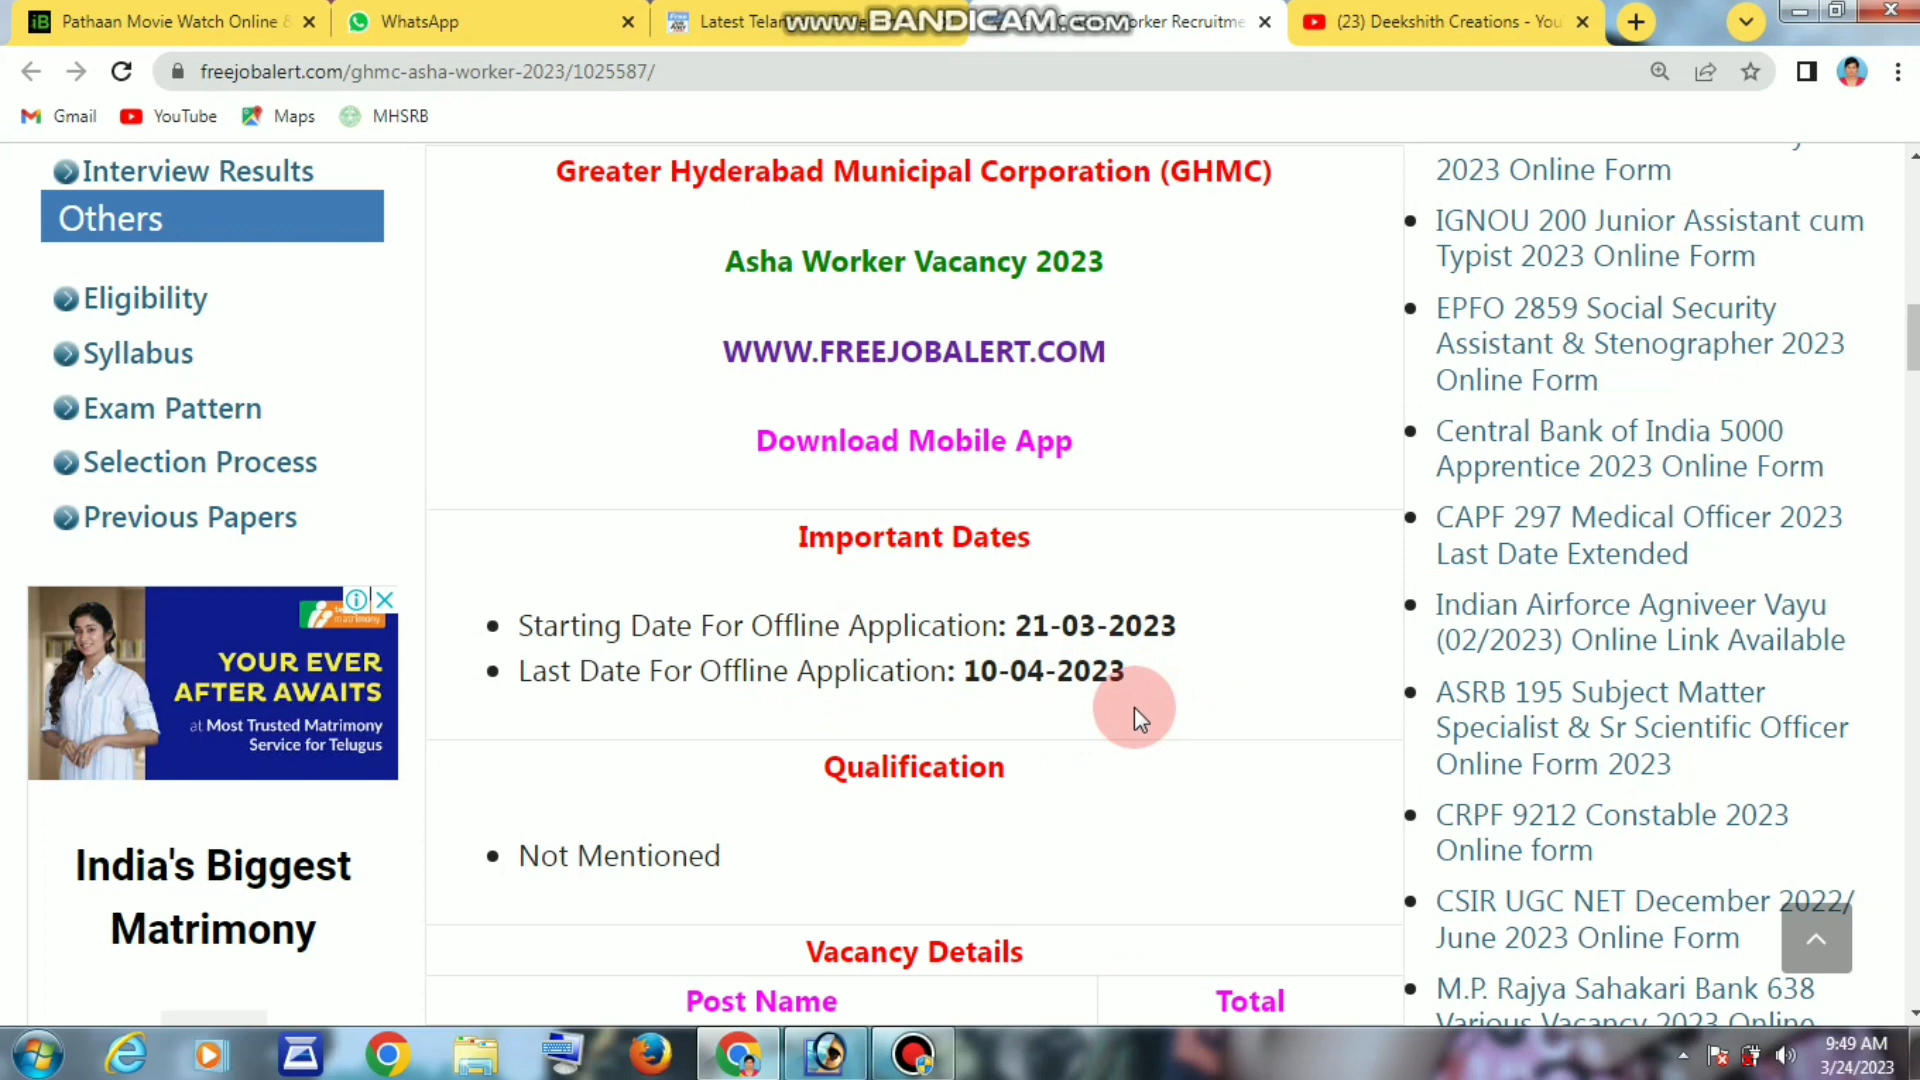 Pathaan Movie Watch Online &
WhatsApp
Latest Telan
www.BANDICAM.com
orker Recruitme
(23) Deekshith Creations - You
freejobalert.com/ghmc-asha-worker-2023/1025587/
Gmail
YouTube
Maps
MHSRB
Interview Results
Others
Eligibility
Syllabus
Exam Pattern
Selection Process
Previous Papers
matrimony
YOUR EVER
AFTER AWAITS
at Most Trusted Matrimony
Service for Telugus
India's Biggest
Matrimony
Greater Hyderabad Municipal Corporation (GHMC)
Asha Worker Vacancy 2023
WWW.FREEJOBALERT.COM
Download Mobile App
Important Dates
Starting Date For Offline Application: 21-03-2023
Last Date For Offline Application: 10-04-2023
Qualification
Not Mentioned
Vacancy Details
Post Name
Total
2023 Online Form
IGNOU 200 Junior Assistant cum
Typist 2023 Online Form
EPFO 2859 Social Security
Assistant & Stenographer 2023
Online Form
Central Bank of India 5000
Apprentice 2023 Online Form
CAPF 297 Medical Officer 2023
Last Date Extended
Indian Airforce Agniveer Vayu
(02/2023) Online Link Available
ASRB 195 Subject Matter
Specialist & Sr Scientific Officer
Online Form 2023
CRPF 9212 Constable 2023
Online form
CSIR UGC NET December 2022/
June 2023 Online Form
M.P. Rajya Sahakari Bank 638
Various Vacancy 2023 Online
9:49 AM
3/24/2023